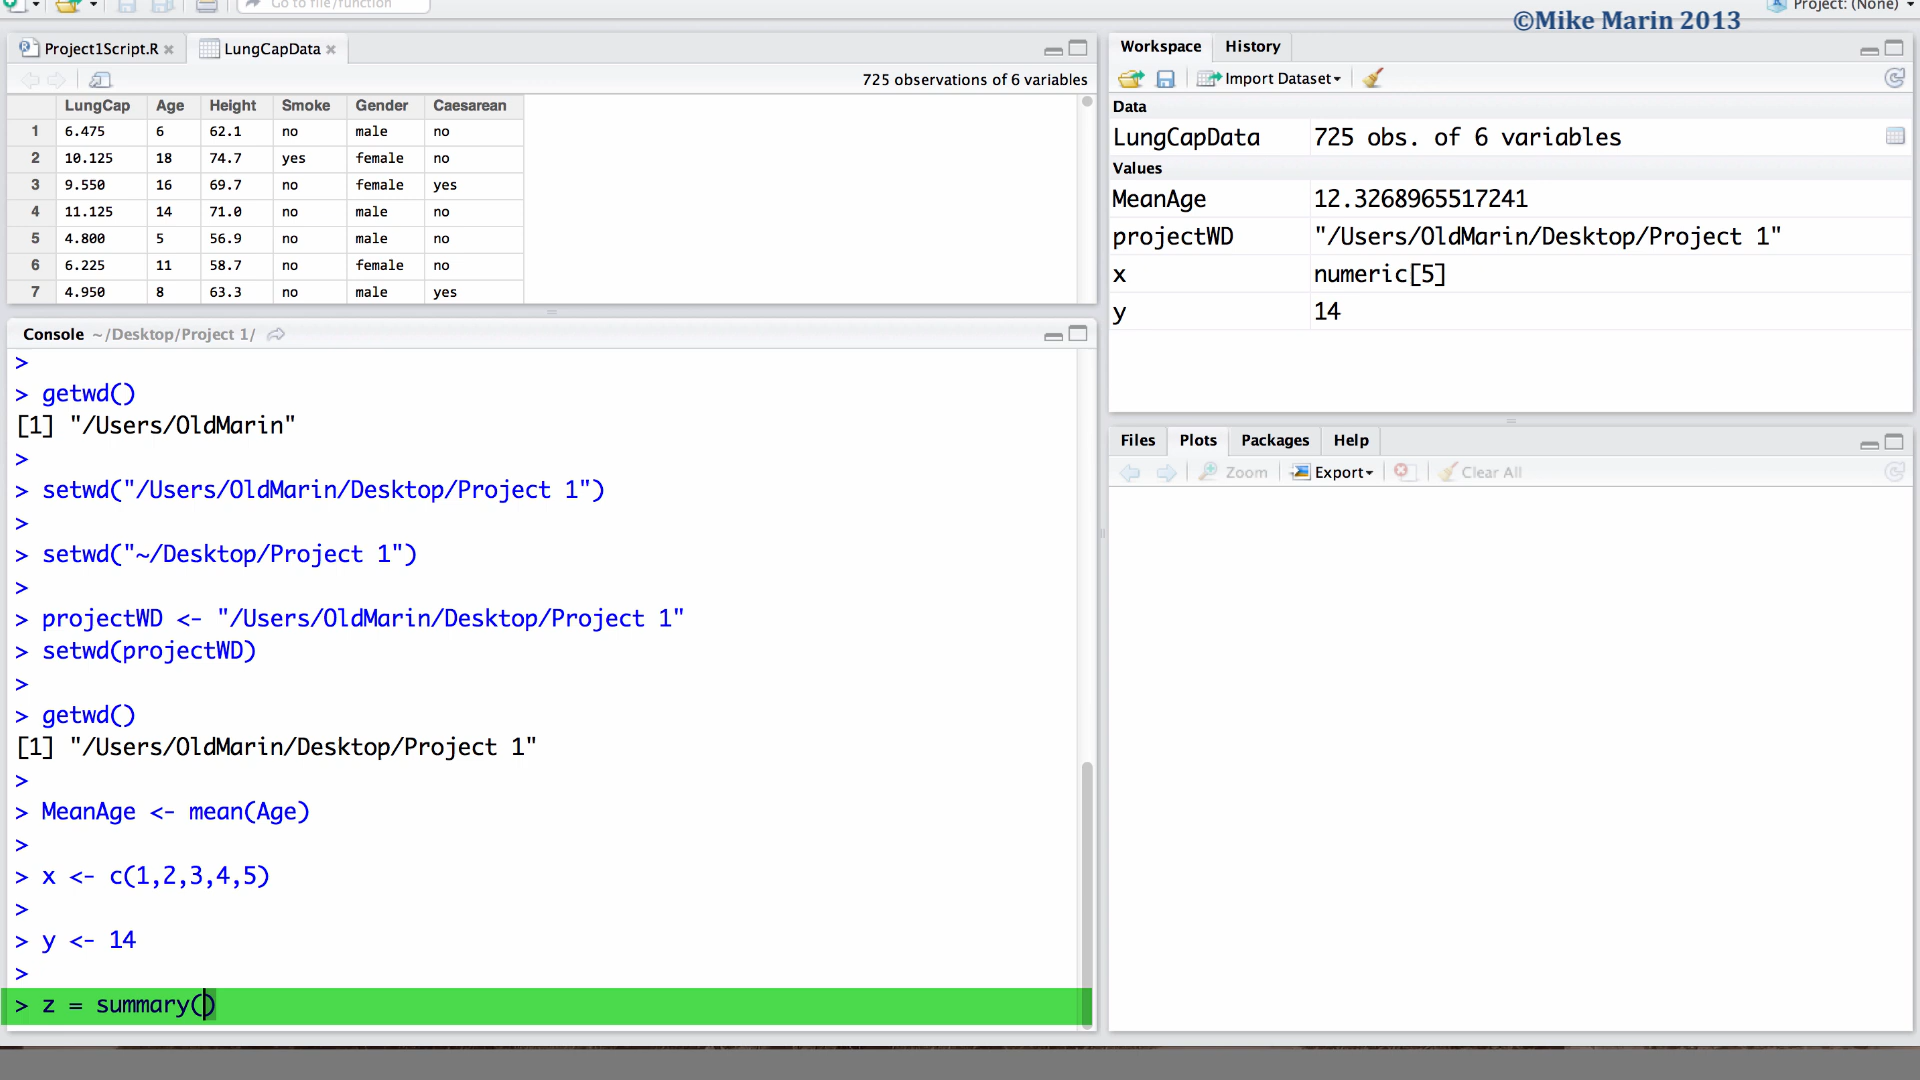 Go to file/function
Project: (None)
©Mike Marin 2013
Project1Script.R
LungCapData
725 observations of 6 variables
LungCap Age Height Smoke Gender Caesarean
1 6.475 6 62.1 no male no
2 10.125 18 74.7 yes female no
3 9.550 16 69.7 no female yes
4 11.125 14 71.0 no male no
5 4.800 5 56.9 no male no
6 6.225 11 58.7 no female no
7 4.950 8 63.3 no male yes
Console ~/Desktop/Project 1/
>
> getwd()
[1] "/Users/OldMarin"
>
> setwd("/Users/OldMarin/Desktop/Project 1")
>
> setwd("~/Desktop/Project 1")
>
> projectWD <- "/Users/OldMarin/Desktop/Project 1"
> setwd(projectWD)
>
> getwd()
[1] "/Users/OldMarin/Desktop/Project 1"
>
> MeanAge <- mean(Age)
>
> x <- c(1,2,3,4,5)
>
> y <- 14
>
> z = summary()
Workspace History
Import Dataset
Data
LungCapData 725 obs. of 6 variables
Values
MeanAge 12.3268965517241
projectWD "/Users/OldMarin/Desktop/Project 1"
x numeric[5]
y 14
Files Plots Packages Help
Zoom Export Clear All